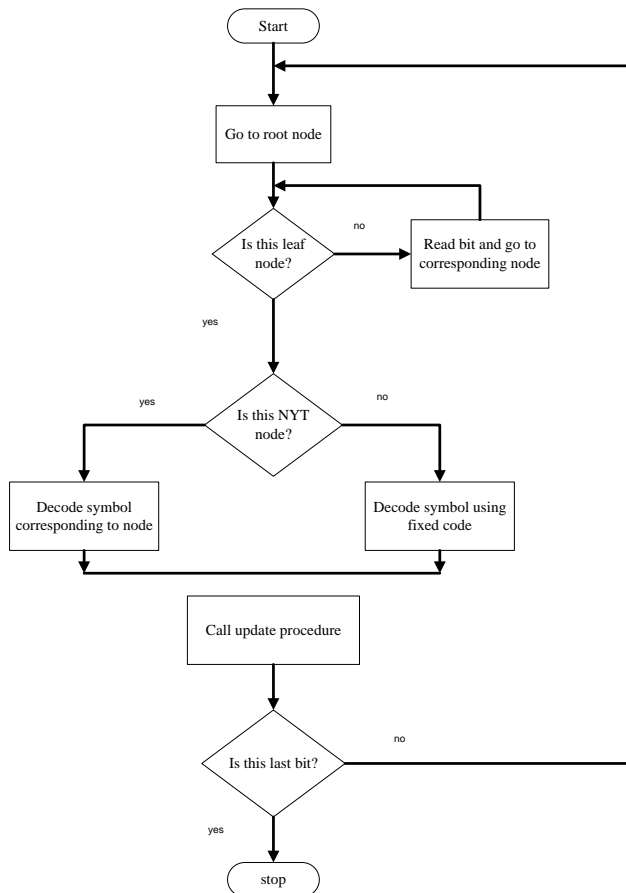 Start
Go to root node
Is this leaf
node?
no
Read bit and go to
corresponding node
yes
Is this NYT
node?
yes
no
Decode symbol
corresponding to node
Decode symbol using
fixed code
Call update procedure
Is this last bit?
no
yes
stop